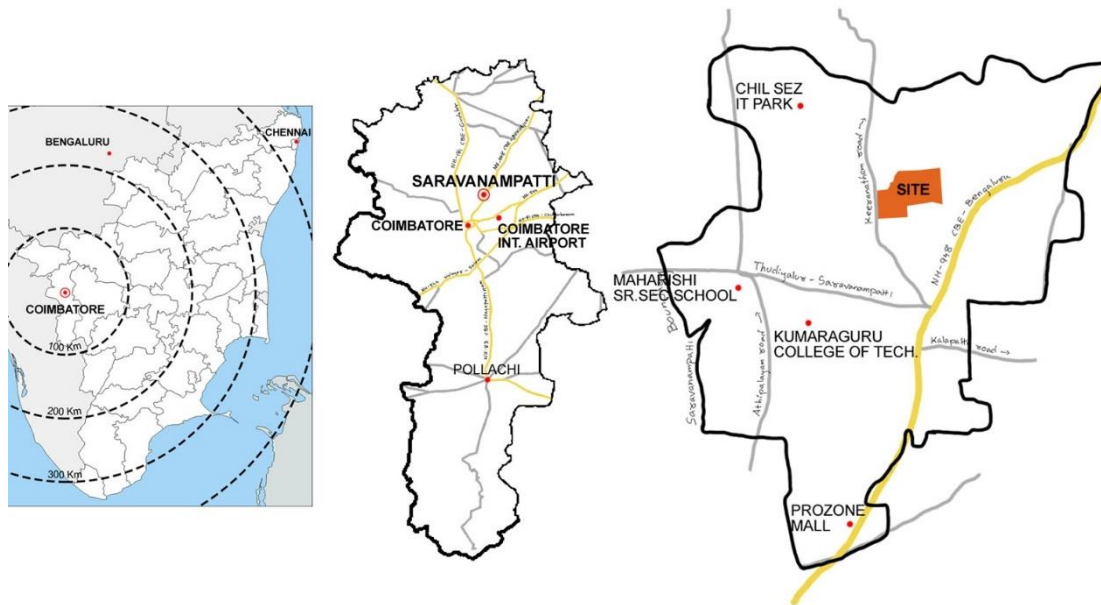 BENGALURU
CHENNAI
COIMBATORE
100 Km
200 Km
300 Km
SARAVANAMPATTI
COIMBATORE
COIMBATORE
INT. AIRPORT
POLLACHI
CHIL SEZ
IT PARK
Keeranatham road →
SITE
NH-948 CBE-Bengaluru
Thudiyalur-Saravanampatti
MAHARISHI
SR.SEC.SCHOOL
KUMARAGURU
COLLEGE OF TECH.
Kalapatti road →
Athipalayam road →
Saravanampatti
PROZONE
MALL